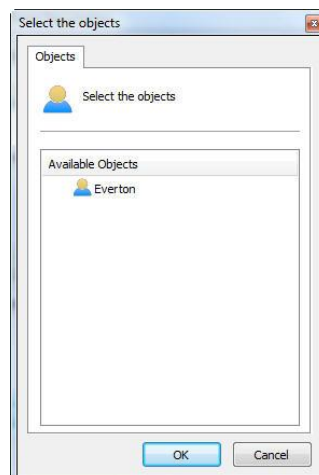 Select the objects
Objects
Select the objects
Available Objects
Everton
OK
Cancel